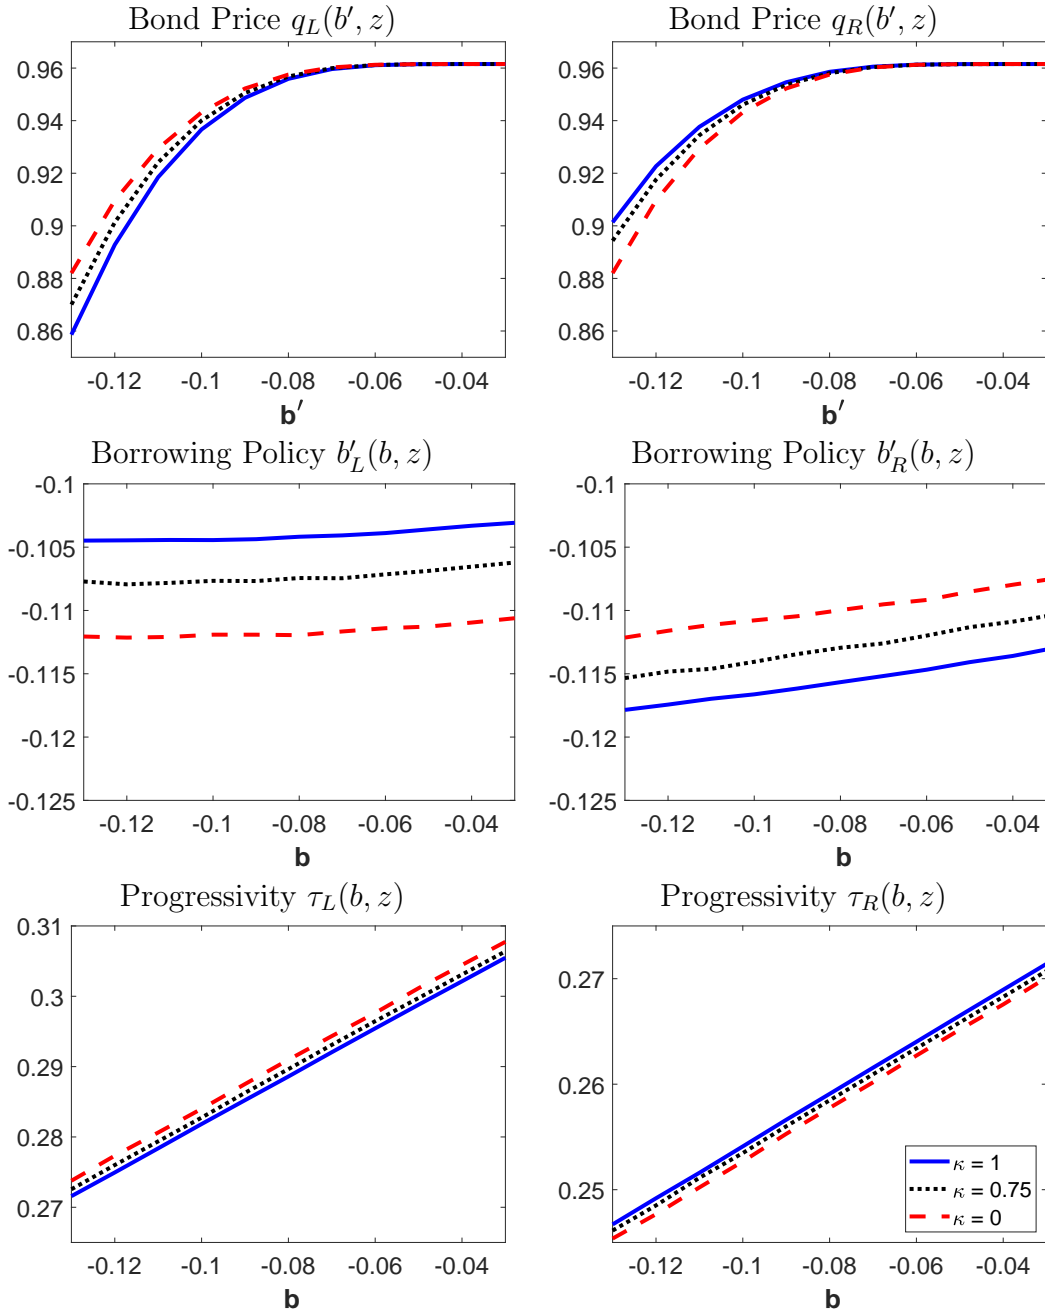 Bond Price q_L(b′, z)
0.96
0.94
0.92
0.9
0.88
0.86
-0.12 -0.1 -0.08 -0.06 -0.04
b′
Bond Price q_R(b′, z)
0.96
0.94
0.92
0.9
0.88
0.86
-0.12 -0.1 -0.08 -0.06 -0.04
b′
Borrowing Policy b′_L(b, z)
-0.1
-0.105
-0.11
-0.115
-0.12
-0.125
-0.12 -0.1 -0.08 -0.06 -0.04
b
Borrowing Policy b′_R(b, z)
-0.1
-0.105
-0.11
-0.115
-0.12
-0.125
-0.12 -0.1 -0.08 -0.06 -0.04
b
Progressivity τ_L(b, z)
0.31
0.3
0.29
0.28
0.27
-0.12 -0.1 -0.08 -0.06 -0.04
b
Progressivity τ_R(b, z)
0.27
0.26
0.25
-0.12 -0.1 -0.08 -0.06 -0.04
b
κ = 1
κ = 0.75
κ = 0